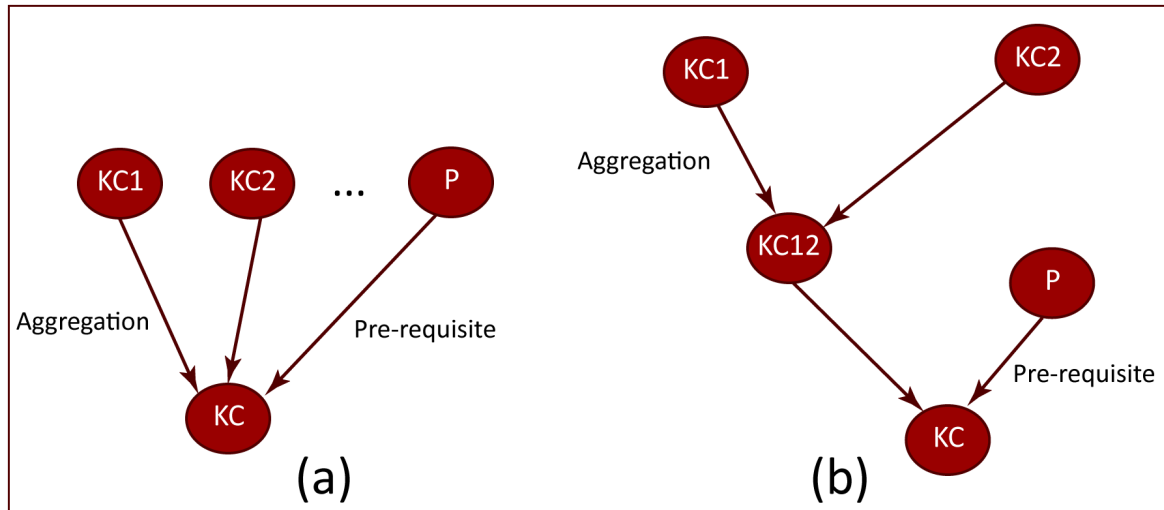 KC1
KC2
...
P
Aggregation
Pre-requisite
KC
(a)
KC1
KC2
Aggregation
KC12
P
Pre-requisite
KC
(b)